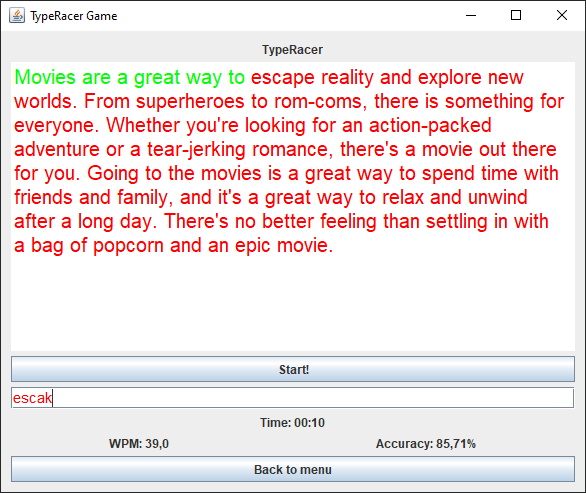 TypeRacer Game
TypeRacer
Movies are a great way to escape reality and explore new
worlds. From superheroes to rom-coms, there is something for
everyone. Whether you're looking for an action-packed
adventure or a tear-jerking romance, there's a movie out there
for you. Going to the movies is a great way to spend time with
friends and family, and it's a great way to relax and unwind
after a long day. There's no better feeling than settling in with
a bag of popcorn and an epic movie.
Start!
escak
Time: 00:10
WPM: 39,0 Accuracy: 85,71%
Back to menu